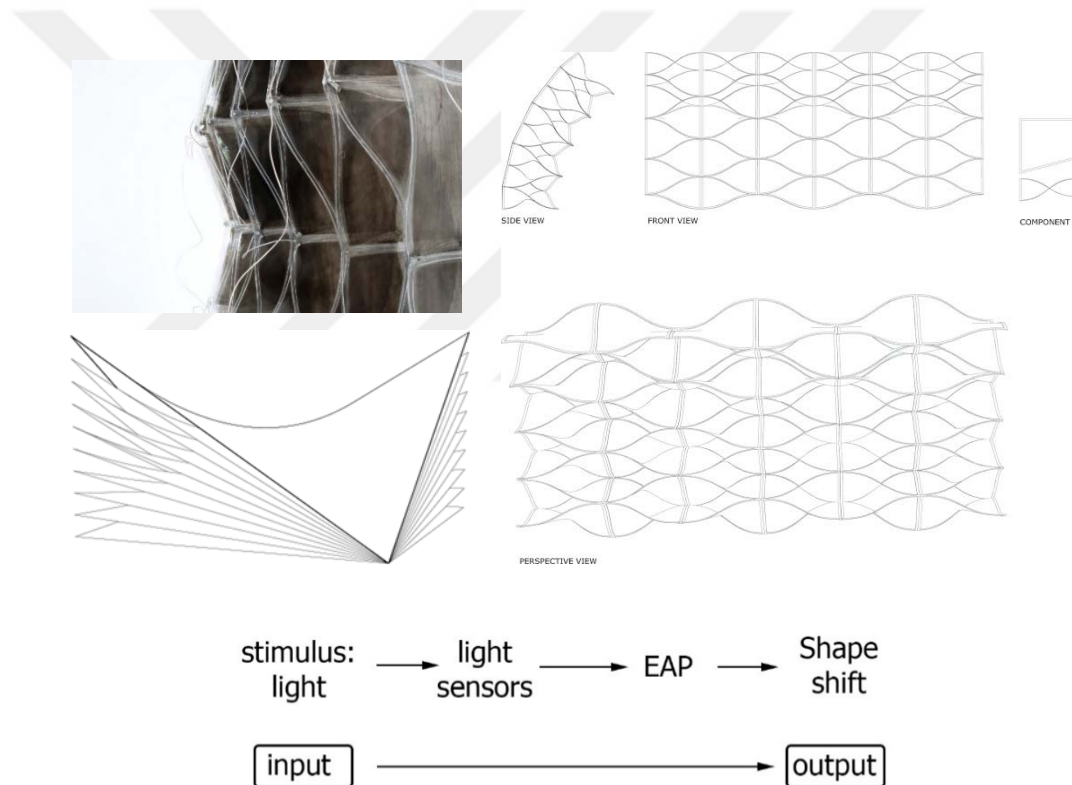 SIDE VIEW
FRONT VIEW
COMPONENT
PERSPECTIVE VIEW
stimulus:
light
light
sensors
EAP
Shape
shift
input
output